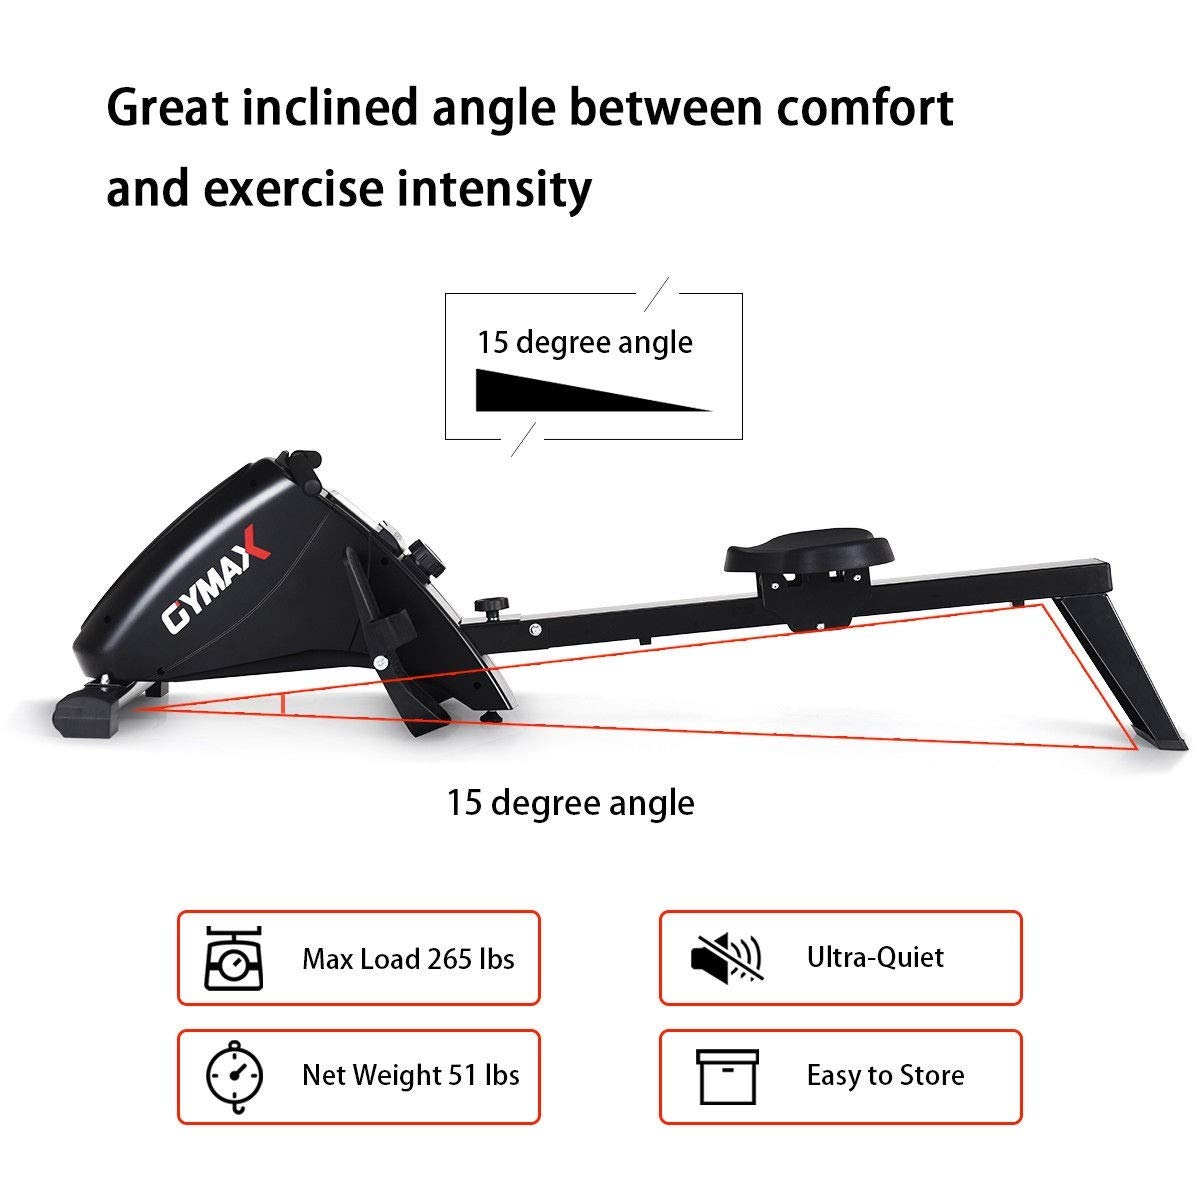 Great inclined angle between comfort
and exercise intensity
15 degree angle
GYMAX
15 degree angle
Max Load 265 lbs
Ultra-Quiet
Net Weight 51 lbs
Easy to Store